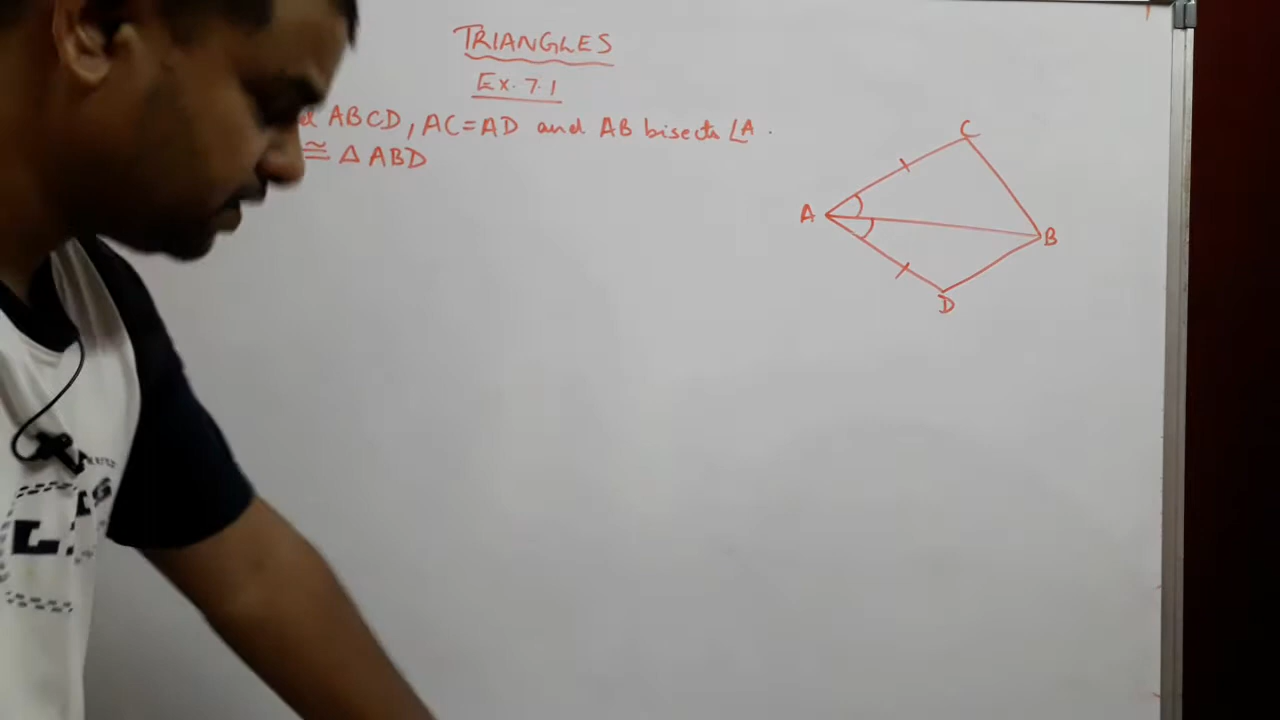 TRIANGLES
Ex. 7.1
ABCD, AC=AD and AB bisects ∠A.
≅ Δ ABD
C
A
B
D